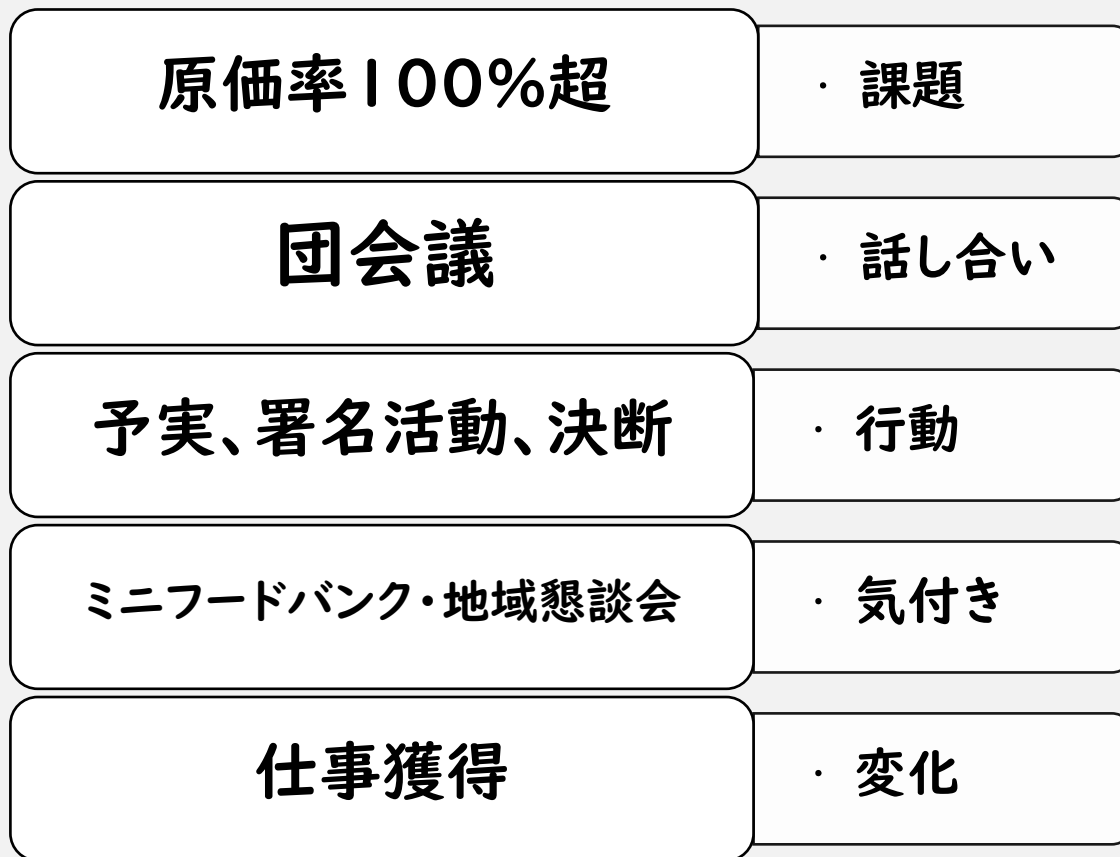 原価率100%超
・課題
団会議
・話し合い
予実、署名活動、決断
・行動
ミニフードバンク・地域懇談会
・気付き
仕事獲得
・変化